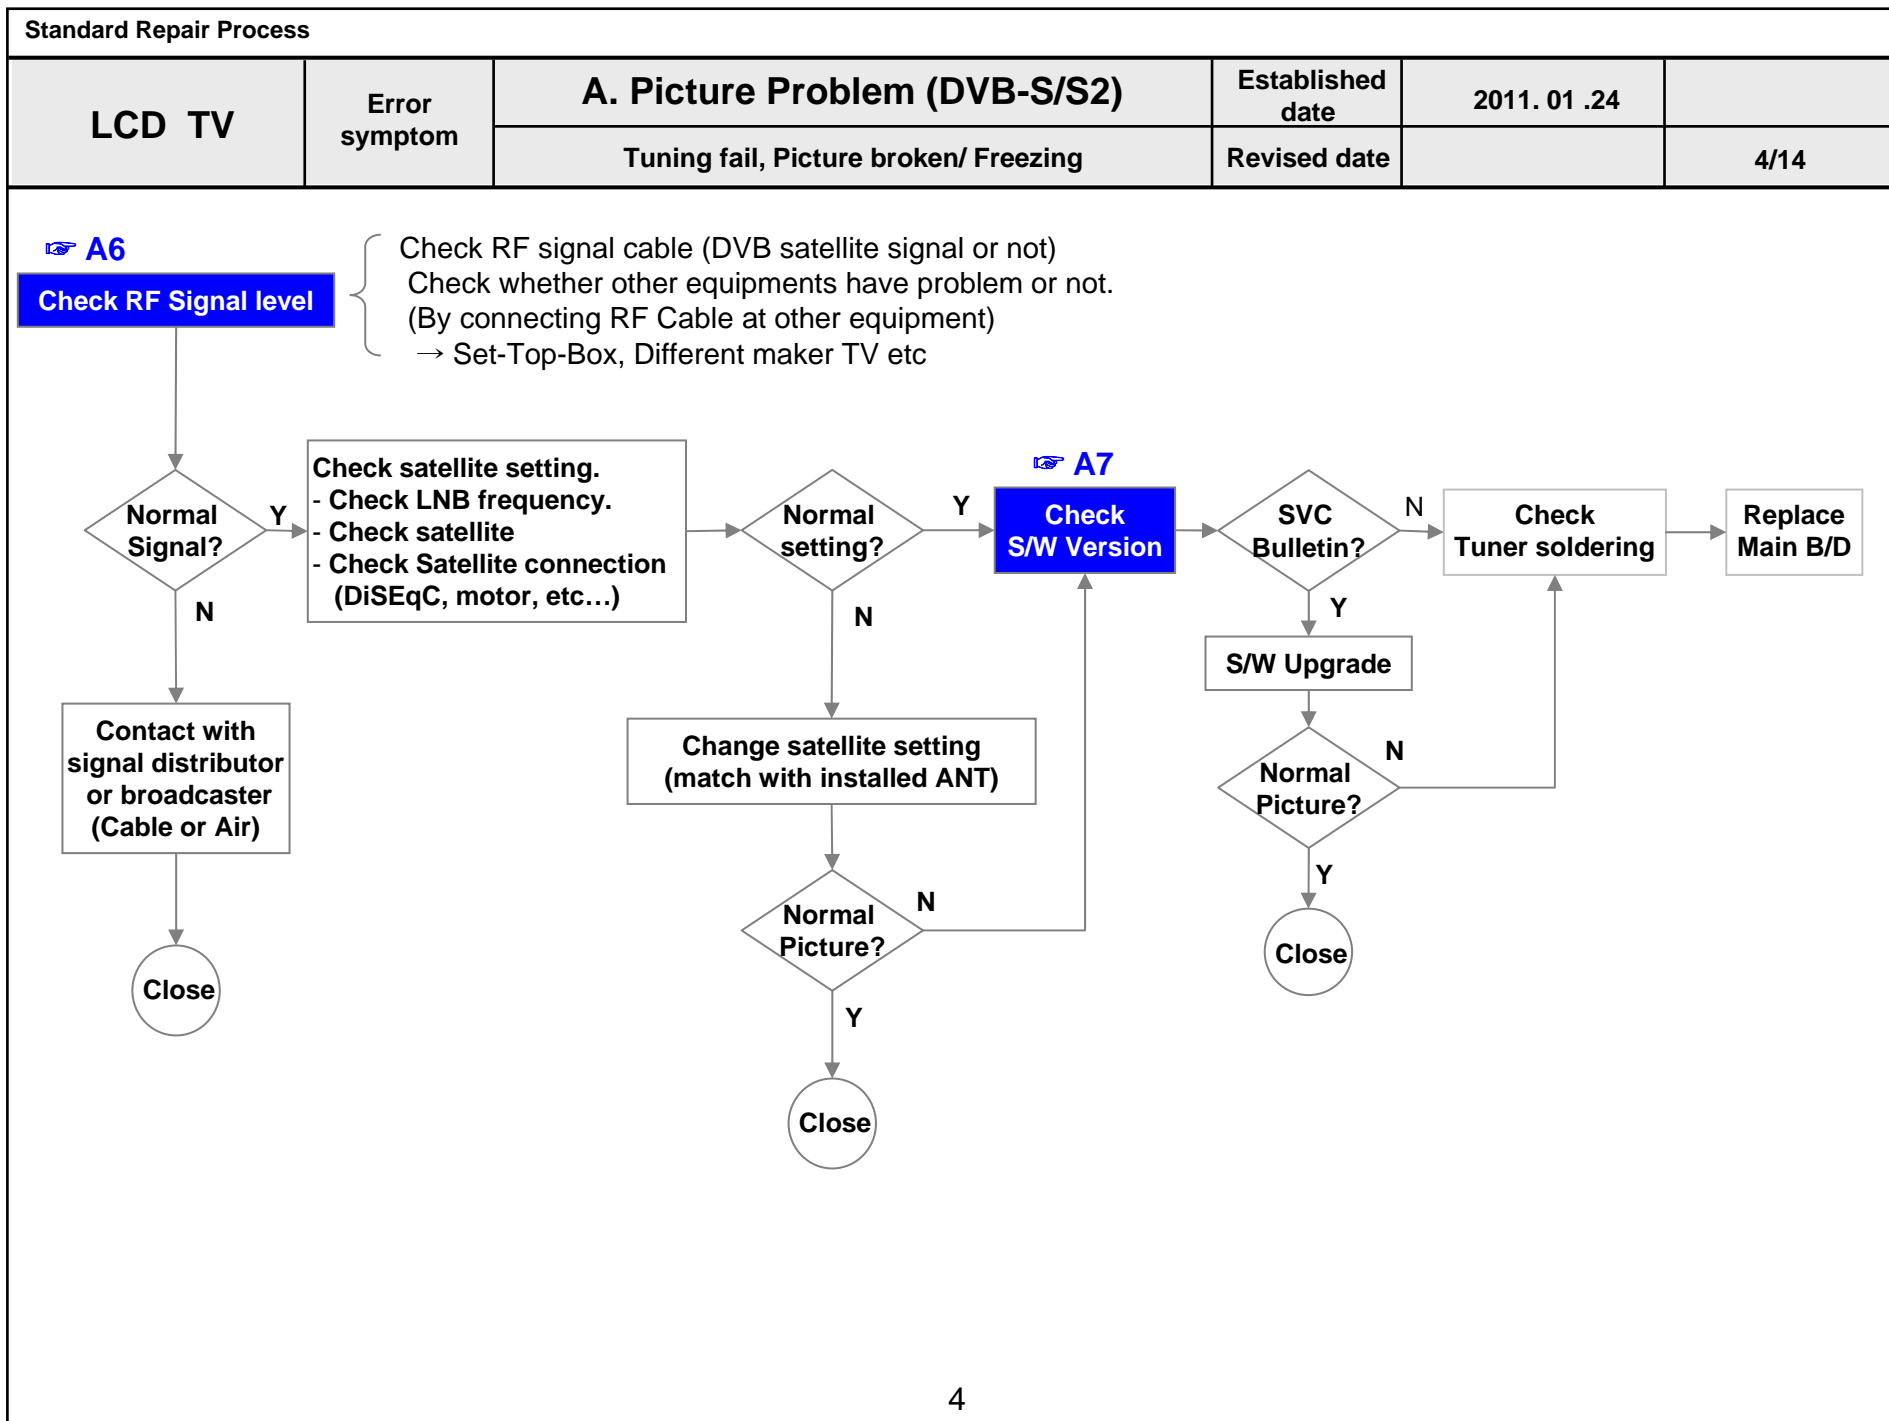 Standard Repair Process
LCD TV
Error
symptom
A. Picture Problem (DVB-S/S2)
Established
date
2011. 01 .24
Tuning fail, Picture broken/ Freezing
Revised date
4/14
☞ A6
Check RF Signal level
Check RF signal cable (DVB satellite signal or not)
Check whether other equipments have problem or not.
(By connecting RF Cable at other equipment)
→ Set-Top-Box, Different maker TV etc
Normal
Signal?
Y
N
Check satellite setting.
- Check LNB frequency.
- Check satellite
- Check Satellite connection
(DiSEqC, motor, etc…)
Normal
setting?
Y
N
☞ A7
Check
S/W Version
SVC
Bulletin?
N
Y
Check
Tuner soldering
Replace
Main B/D
S/W Upgrade
Contact with
signal distributor
or broadcaster
(Cable or Air)
Change satellite setting
(match with installed ANT)
Normal
Picture?
N
Y
Normal
Picture?
N
Y
Close
Close
Close
4